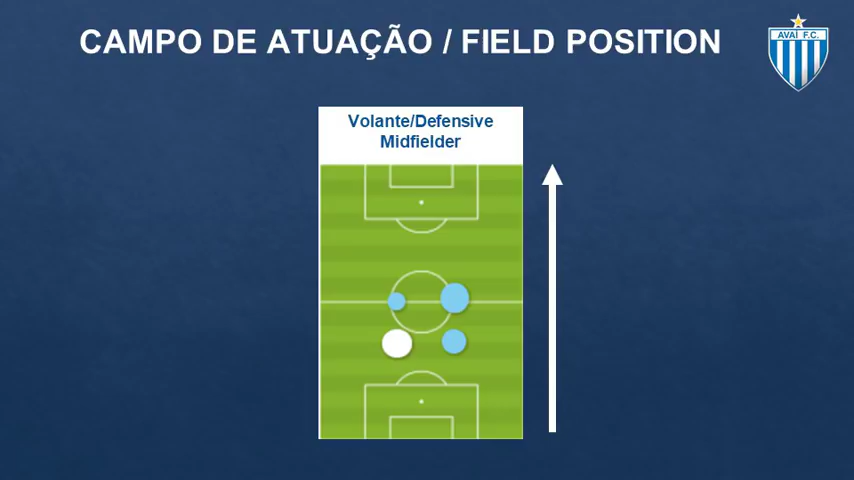 CAMPO DE ATUAÇÃO / FIELD POSITION
AVAÍ F.C.
Volante/Defensive
Midfielder